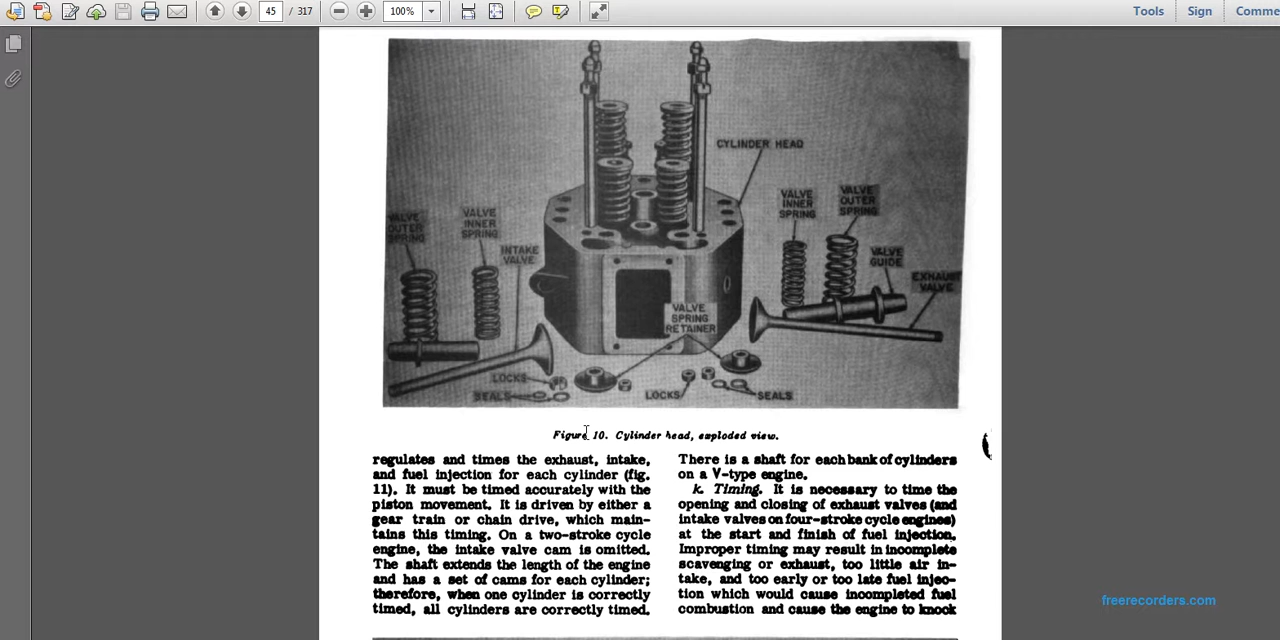 45 / 317
100%
Tools
Sign
Comme
CYLINDER HEAD
VALVE
INNER
SPRING
VALVE
OUTER
SPRING
VALVE
OUTER
SPRING
VALVE
INNER
SPRING
INTAKE
VALVE
VALVE
GUIDE
EXHAUST
VALVE
VALVE
SPRING
RETAINER
LOCKS
SEALS
LOCKS
SEALS
Figure 10. Cylinder head, exploded view.
regulates and times the exhaust, intake,
and fuel injection for each cylinder (fig.
11). It must be timed accurately with the
piston movement. It is driven by either a
gear train or chain drive, which main-
tains this timing. On a two-stroke cycle
engine, the intake valve cam is omitted.
The shaft extends the length of the engine
and has a set of cams for each cylinder;
therefore, when one cylinder is correctly
timed, all cylinders are correctly timed.
There is a shaft for each bank of cylinders
on a V-type engine.
k. Timing. It is necessary to time the
opening and closing of exhaust valves (and
intake valves on four-stroke cycle engines)
at the start and finish of fuel injection.
Improper timing may result in incomplete
scavenging or exhaust, too little air in-
take, and too early or too late fuel injec-
tion which would cause incompleted fuel
combustion and cause the engine to knock
freerecorders.com